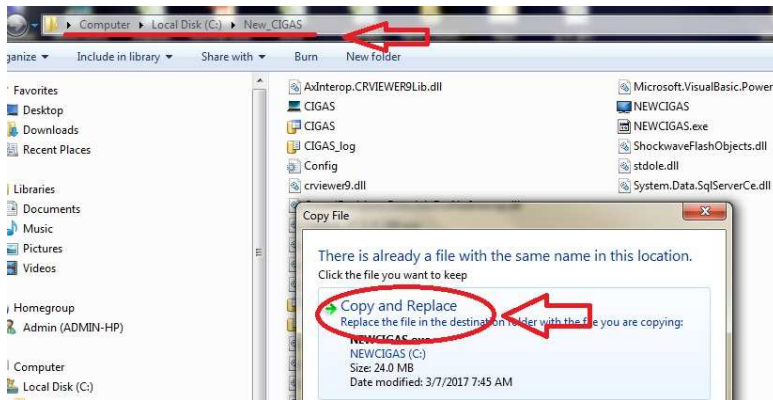 Computer ▸ Local Disk (C:) ▸ New_CIGAS
ganize Include in library Share with Burn New folder
Favorites
Desktop
Downloads
Recent Places
Libraries
Documents
Music
Pictures
Videos
Homegroup
Admin (ADMIN-HP)
Computer
Local Disk (C:)
AxInterop.CRVIEWER9Lib.dll
CIGAS
CIGAS
CIGAS_log
Config
crviewer9.dll
Microsoft.VisualBasic.Power
NEWCIGAS
NEWCIGAS.exe
ShockwaveFlashObjects.dll
stdole.dll
System.Data.SqlServerCe.dll
Copy File
There is already a file with the same name in this location.
Click the file you want to keep
Copy and Replace
Replace the file in the destination folder with the file you are copying:
NEWCIGAS.exe
NEWCIGAS (C:)
Size: 24.0 MB
Date modified: 3/7/2017 7:45 AM